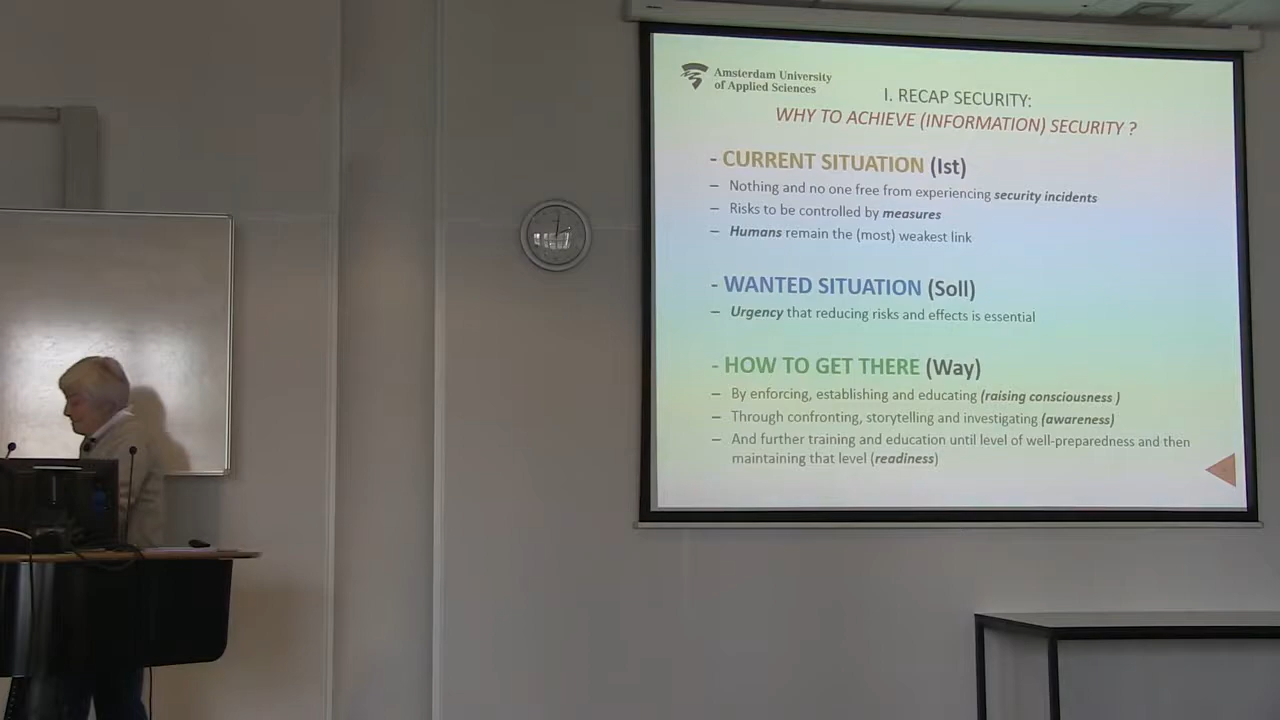 Amsterdam University
of Applied Sciences
I. RECAP SECURITY:
WHY TO ACHIEVE (INFORMATION) SECURITY ?
- CURRENT SITUATION (Ist)
– Nothing and no one free from experiencing security incidents
– Risks to be controlled by measures
– Humans remain the (most) weakest link
- WANTED SITUATION (Soll)
– Urgency that reducing risks and effects is essential
- HOW TO GET THERE (Way)
– By enforcing, establishing and educating (raising consciousness )
– Through confronting, storytelling and investigating (awareness)
– And further training and education until level of well-preparedness and then
maintaining that level (readiness)